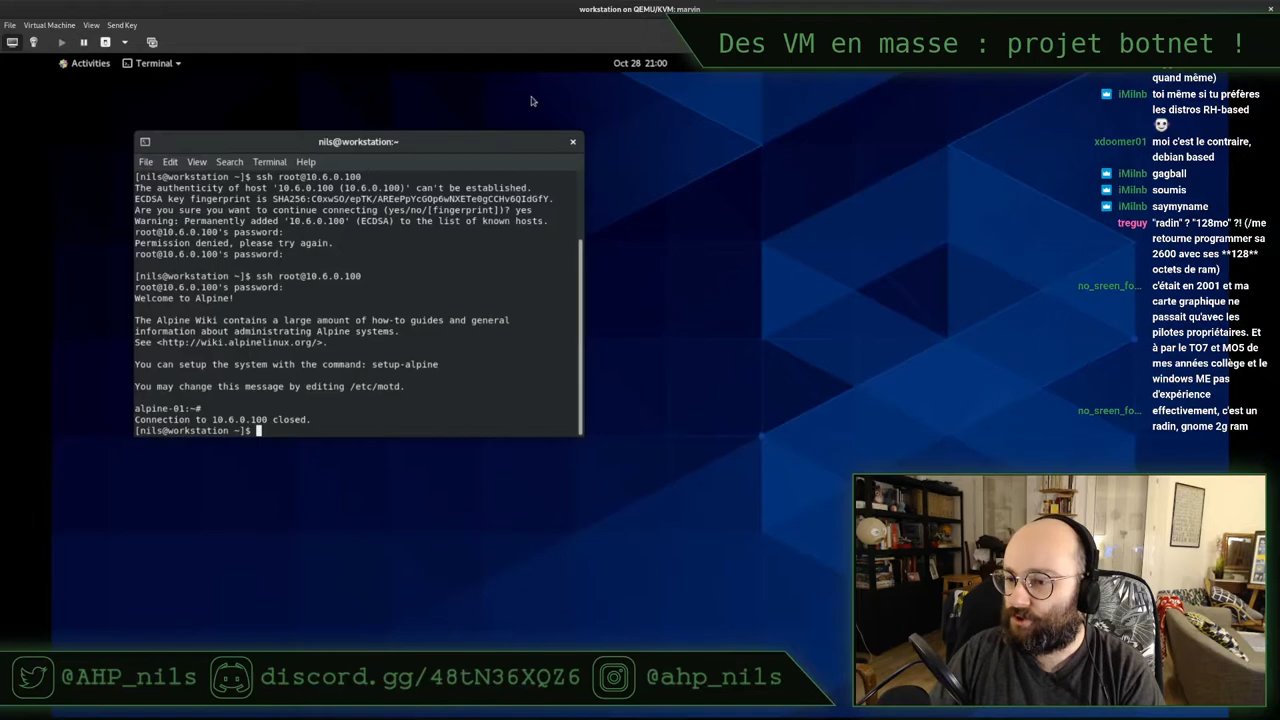 workstation on QEMU/KVM: marvin
File Virtual Machine View Send Key
Des VM en masse : projet botnet !
Activities Terminal Oct 28 21:00
nils@workstation:~
File Edit View Search Terminal Help
[nils@workstation ~]$ ssh root@10.6.0.100
The authenticity of host '10.6.0.100 (10.6.0.100)' can't be established.
ECDSA key fingerprint is SHA256:C0xwSO/epTK/AREePpYcGOp6wNXETe0gCCHv6QIdGfY.
Are you sure you want to continue connecting (yes/no/[fingerprint])? yes
Warning: Permanently added '10.6.0.100' (ECDSA) to the list of known hosts.
root@10.6.0.100's password:
Permission denied, please try again.
root@10.6.0.100's password:
[nils@workstation ~]$ ssh root@10.6.0.100
root@10.6.0.100's password:
Welcome to Alpine!
The Alpine Wiki contains a large amount of how-to guides and general
information about administrating Alpine systems.
See <http://wiki.alpinelinux.org/>.
You can setup the system with the command: setup-alpine
You may change this message by editing /etc/motd.
alpine-01:~#
Connection to 10.6.0.100 closed.
[nils@workstation ~]$
quand même)
iMilnb toi même si tu préfères
les distros RH-based
xdoomer01 moi c'est le contraire,
debian based
iMilnb gagball
iMilnb soumis
iMilnb saymyname
treguy "radin" ? "128mo" ?! (/me
retourne programmer sa
2600 avec ses **128**
octets de ram)
no_sreen_fo... c'était en 2001 et ma
carte graphique ne
passait qu'avec les
pilotes propriétaires. Et
à par le TO7 et MO5 de
mes années collège et le
windows ME pas
d'expérience
no_sreen_fo... effectivement, c'est un
radin, gnome 2g ram
@AHP_nils discord.gg/48tN36XQZ6 @ahp_nils